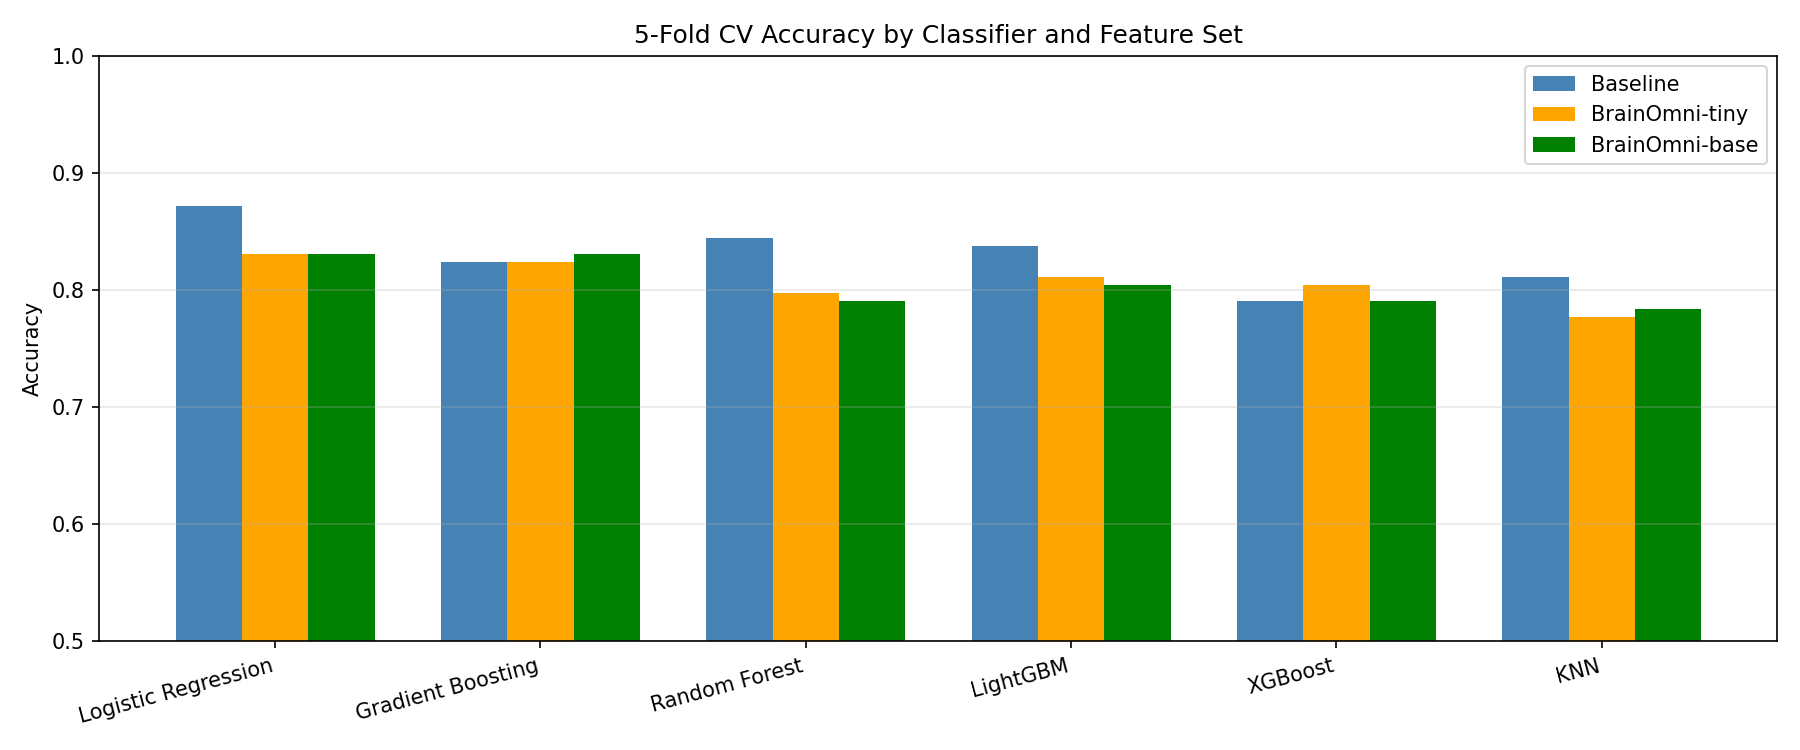 5-Fold CV Accuracy by Classifier and Feature Set
1.0
0.9
0.8
0.7
0.6
0.5
Accuracy
Baseline
BrainOmni-tiny
BrainOmni-base
Logistic Regression
Gradient Boosting
Random Forest
LightGBM
XGBoost
KNN